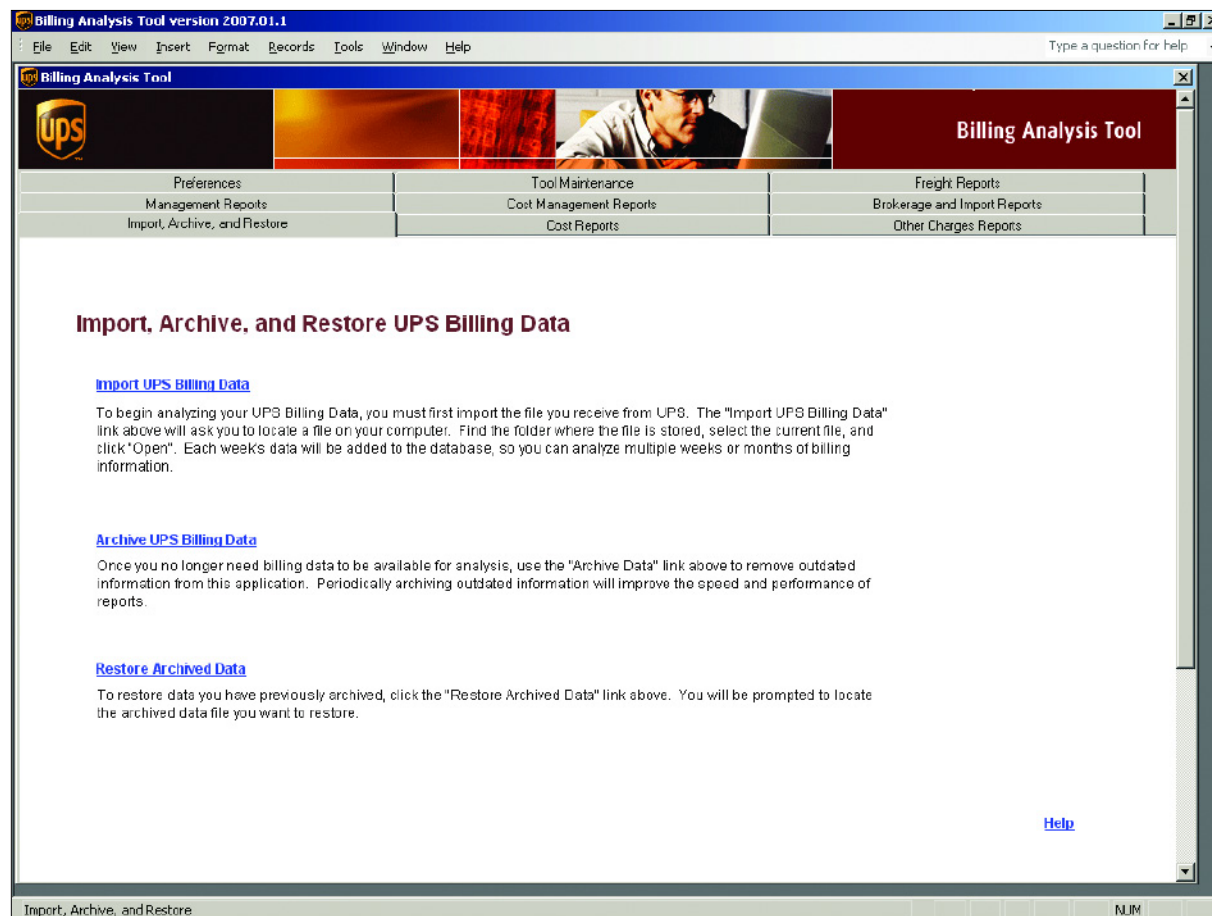 Billing Analysis Tool version 2007.01.1
File Edit View Insert Format Records Tools Window Help Type a question for help
Billing Analysis Tool
ups
Billing Analysis Tool
Preferences Tool Maintenance Freight Reports
Management Reports Cost Management Reports Brokerage and Import Reports
Import, Archive, and Restore Cost Reports Other Charges Reports
Import, Archive, and Restore UPS Billing Data
Import UPS Billing Data
To begin analyzing your UPS Billing Data, you must first import the file you receive from UPS. The "Import UPS Billing Data"
link above will ask you to locate a file on your computer. Find the folder where the file is stored, select the current file, and
click "Open". Each week's data will be added to the database, so you can analyze multiple weeks or months of billing
information.
Archive UPS Billing Data
Once you no longer need billing data to be available for analysis, use the "Archive Data" link above to remove outdated
information from this application. Periodically archiving outdated information will improve the speed and performance of
reports.
Restore Archived Data
To restore data you have previously archived, click the "Restore Archived Data" link above. You will be prompted to locate
the archived data file you want to restore.
Help
Import, Archive, and Restore NUM